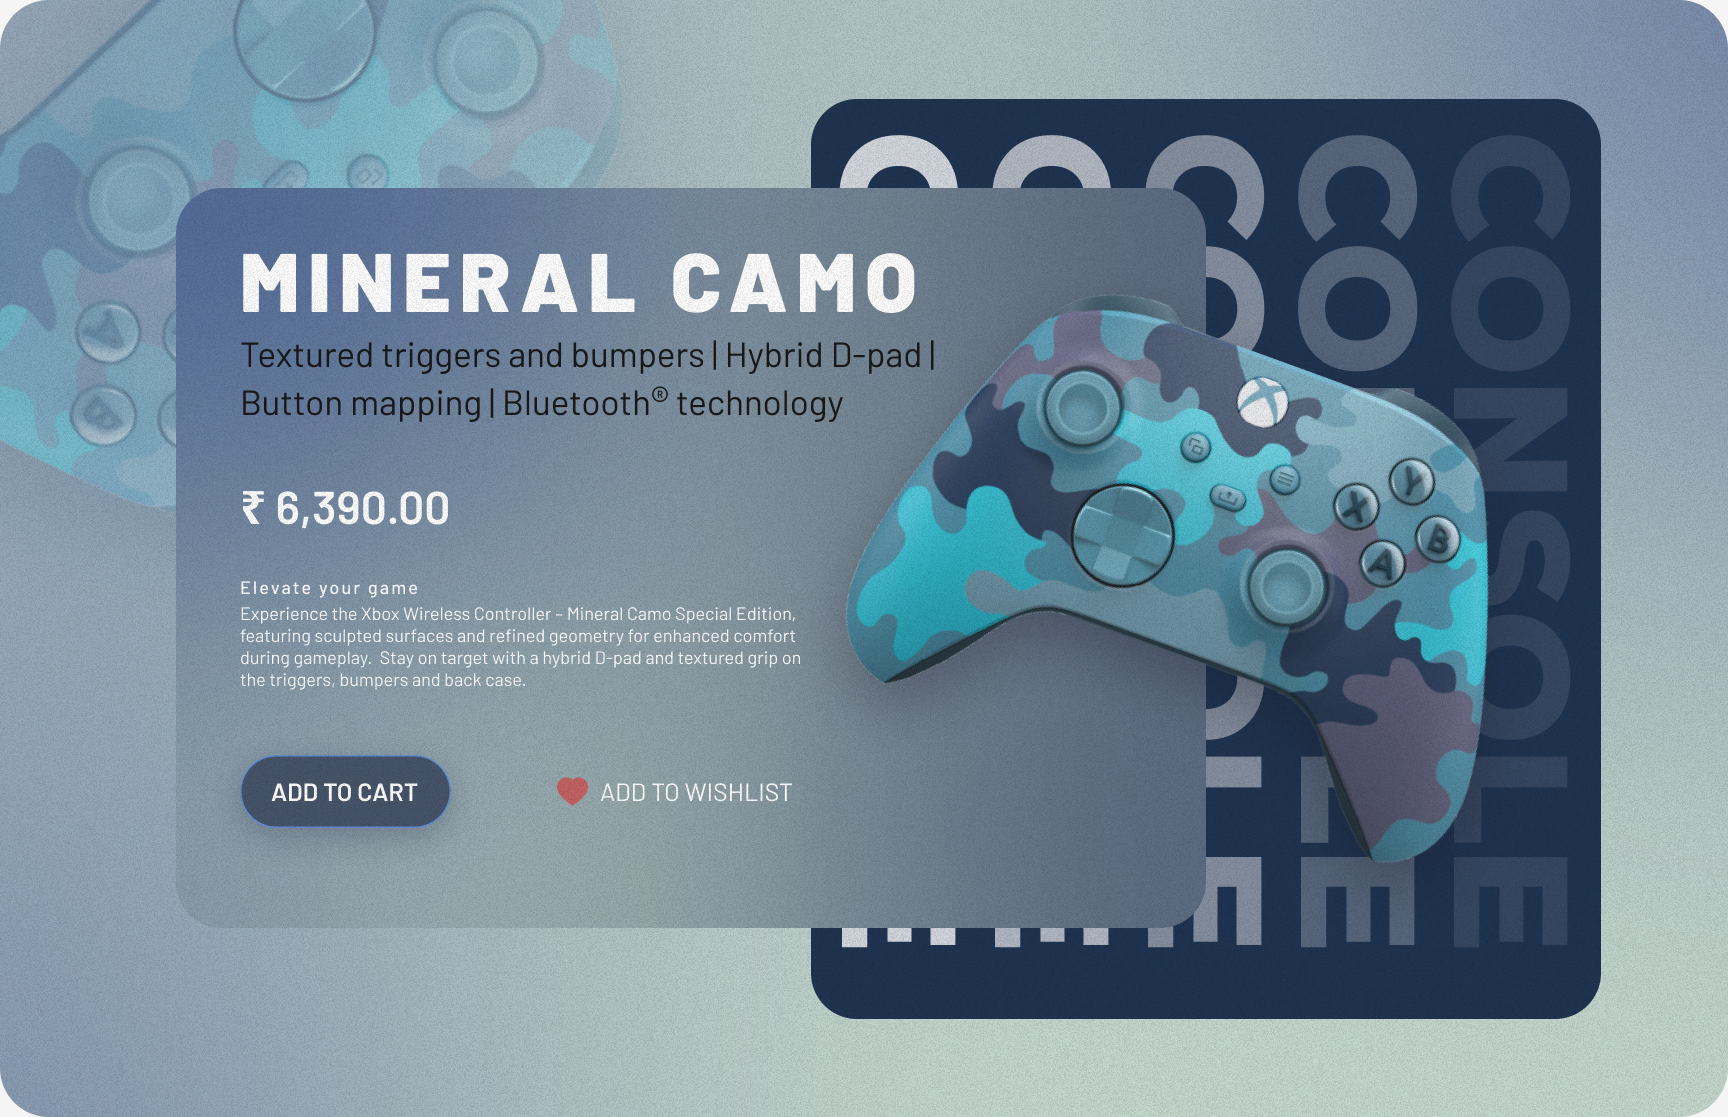 MINERAL CAMO
Textured triggers and bumpers | Hybrid D-pad |
Button mapping | Bluetooth® technology
₹ 6,390.00
Elevate your game
Experience the Xbox Wireless Controller – Mineral Camo Special Edition,
featuring sculpted surfaces and refined geometry for enhanced comfort
during gameplay.  Stay on target with a hybrid D-pad and textured grip on
the triggers, bumpers and back case.
ADD TO CART
ADD TO WISHLIST
CONSOLE
Y
X
B
A
B